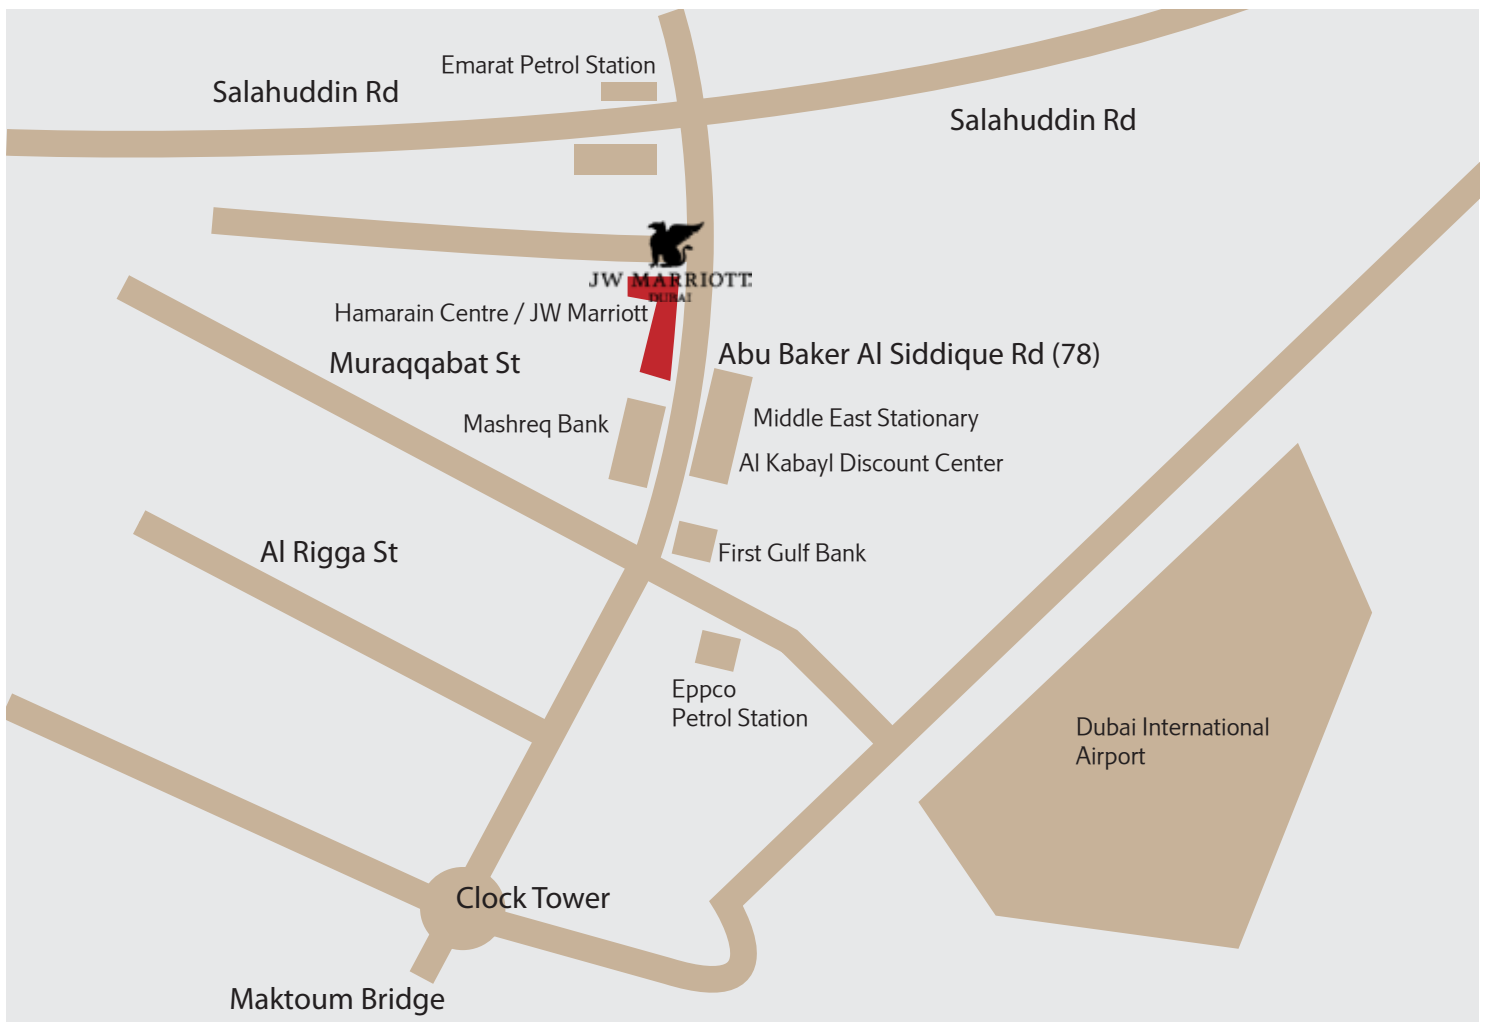 Emarat Petrol Station
Salahuddin Rd
Salahuddin Rd
JW MARRIOTT
DUBAI
Hamarain Centre / JW Marriott
Muraqqabat St
Abu Baker Al Siddique Rd (78)
Mashreq Bank
Middle East Stationary
Al Kabayl Discount Center
Al Rigga St
First Gulf Bank
Eppco
Petrol Station
Dubai International
Airport
Clock Tower
Maktoum Bridge